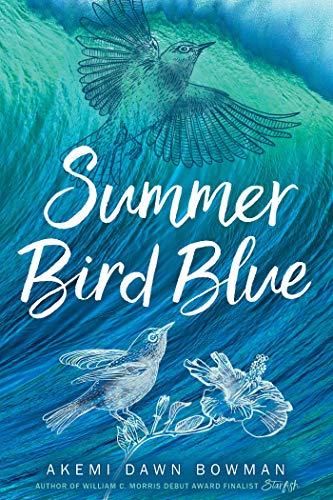 Summer
Bird Blue
AKEMI DAWN BOWMAN
AUTHOR OF WILLIAM C. MORRIS DEBUT AWARD FINALIST Starfish